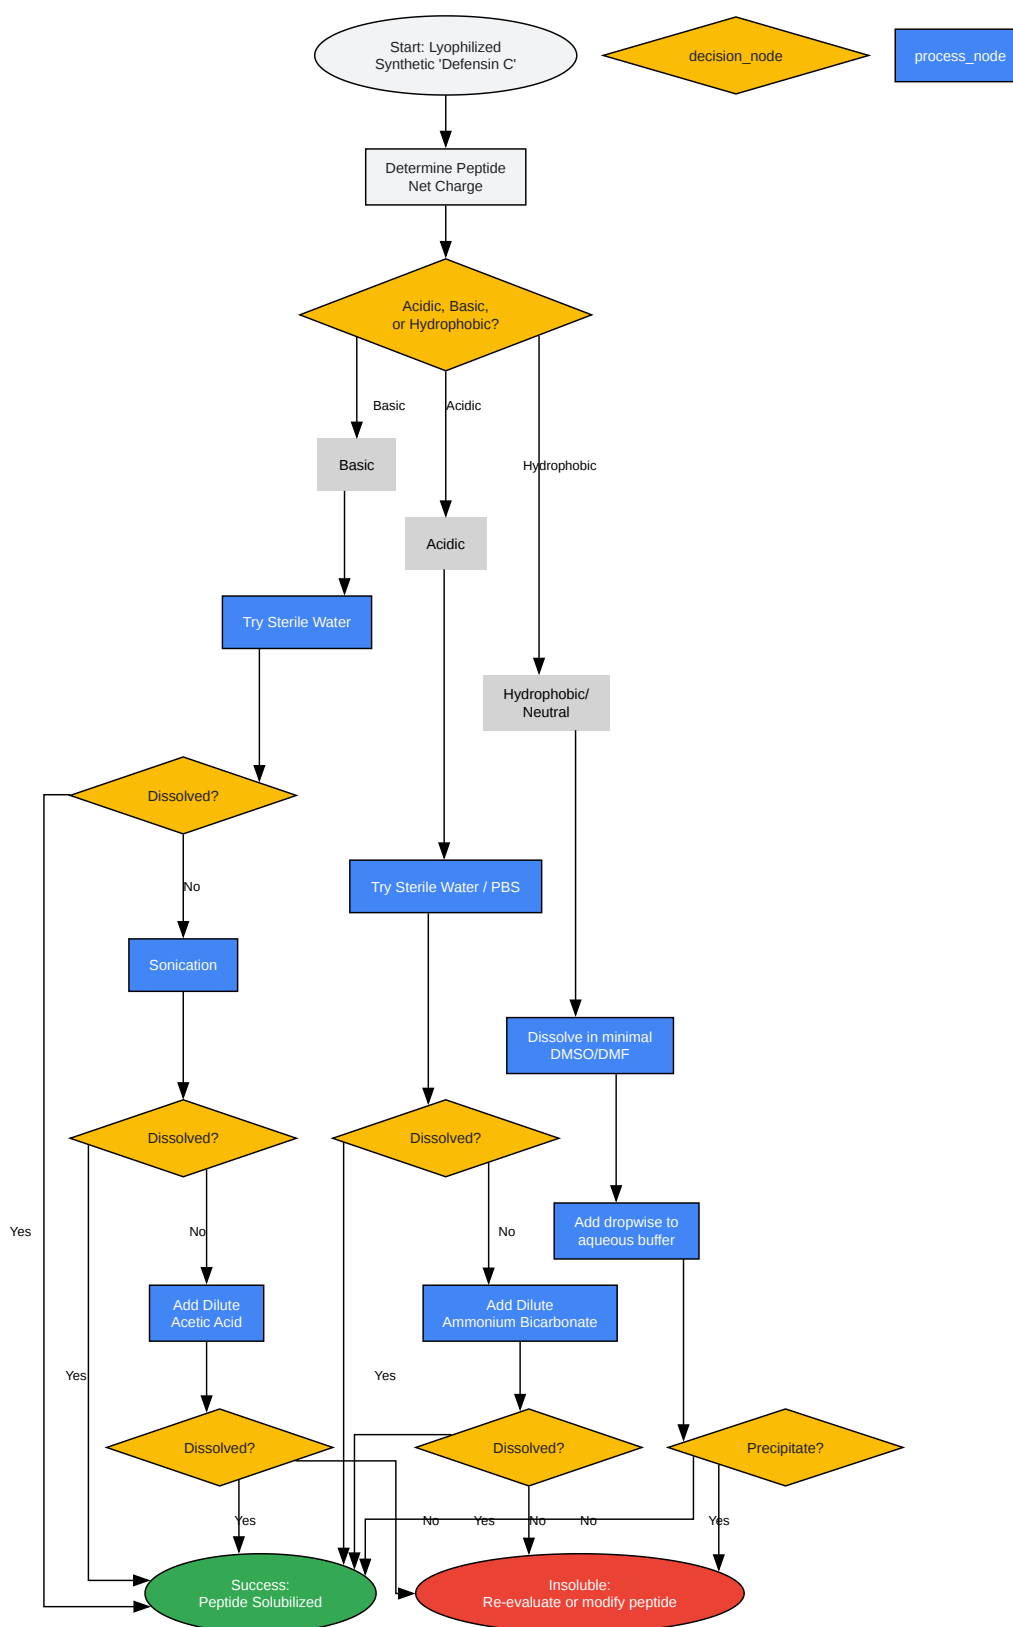 Start: Lyophilized
Synthetic 'Defensin C'
decision_node
process_node
Determine Peptide
Net Charge
Acidic, Basic,
or Hydrophobic?
Basic
Acidic
Hydrophobic
Basic
Acidic
Try Sterile Water
Hydrophobic/
Neutral
Dissolved?
No
Try Sterile Water / PBS
Sonication
Dissolve in minimal
DMSO/DMF
Dissolved?
Dissolved?
Yes
No
No
Add dropwise to
aqueous buffer
Add Dilute
Acetic Acid
Add Dilute
Ammonium Bicarbonate
Yes
Yes
Dissolved?
Dissolved?
Precipitate?
Yes
No
Yes
No
No
Yes
Success:
Peptide Solubilized
Insoluble:
Re-evaluate or modify peptide